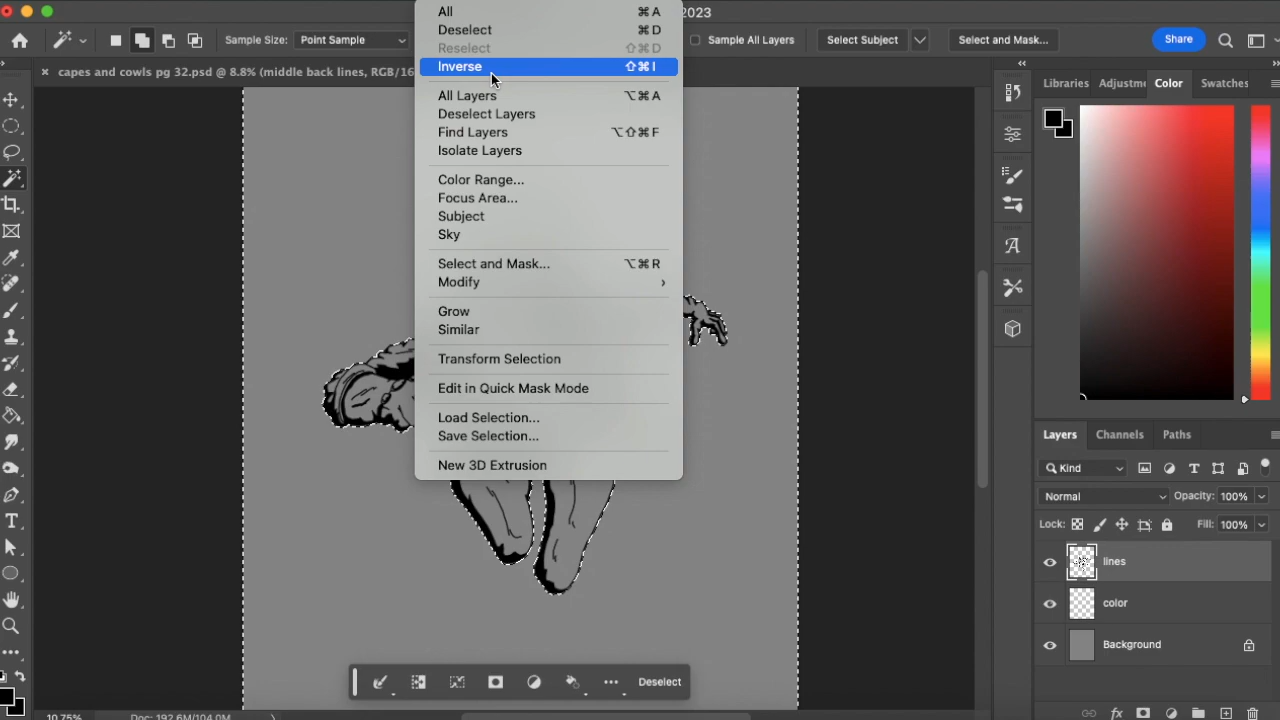 2023
Sample Size: Point Sample
Sample All Layers
Select Subject
Select and Mask...
Share
× capes and cowls pg 32.psd @ 8.8% (middle back lines, RGB/16
All ⌘A
Deselect ⌘D
Reselect ⇧⌘D
Inverse ⇧⌘I
All Layers ⌥⌘A
Deselect Layers
Find Layers ⌥⇧⌘F
Isolate Layers
Color Range...
Focus Area...
Subject
Sky
Select and Mask... ⌥⌘R
Modify ›
Grow
Similar
Transform Selection
Edit in Quick Mask Mode
Load Selection...
Save Selection...
New 3D Extrusion
Libraries Adjustme Color Swatches
Layers Channels Paths
Kind
Normal Opacity: 100%
Lock: Fill: 100%
lines
color
Background
Deselect
10.75% Doc: 192.6M/104.0M
fx